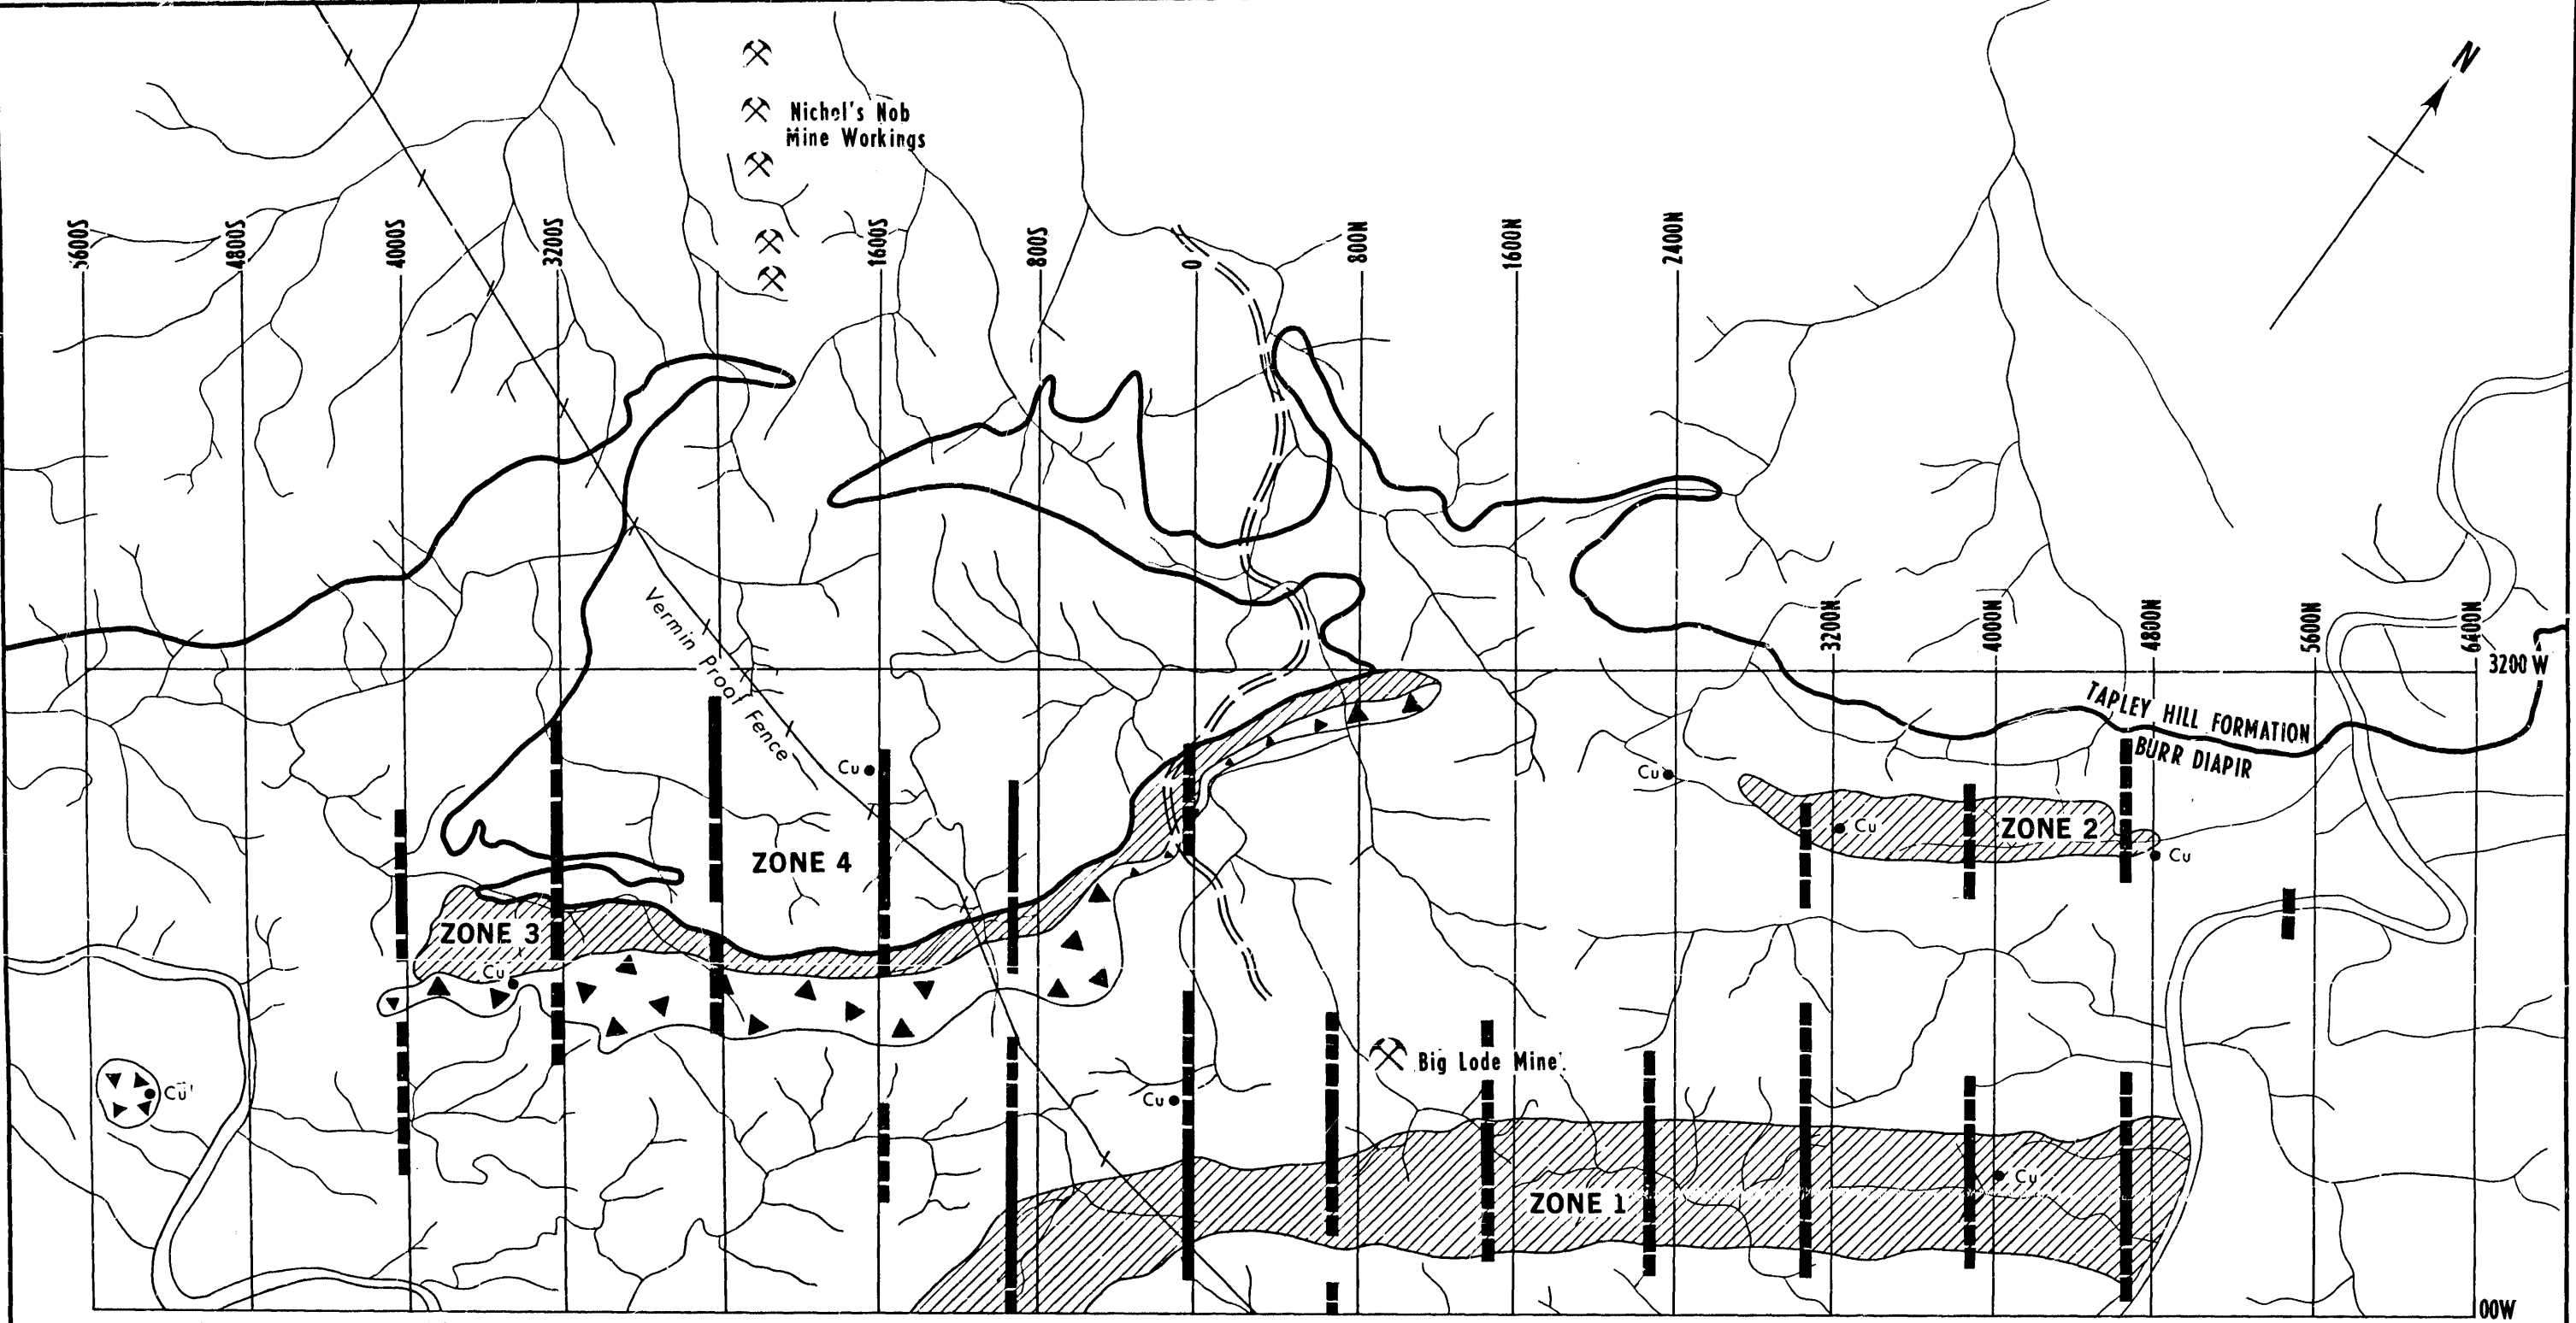 N
Nichol's Nob
Mine Workings
5600S
4800S
4000S
3200S
1600S
800S
0
800N
1600N
2400N
3200N
4000N
4800N
5600N
6400N
3200 W
Vermin Proof Fence
TAPLEY HILL FORMATION
BURR DIAPIR
Cu
Cu
ZONE 4
Cu
ZONE 2
Cu
ZONE 3
Cu
Big Lode Mine
Cu
Cu
Cu
ZONE 1
00W